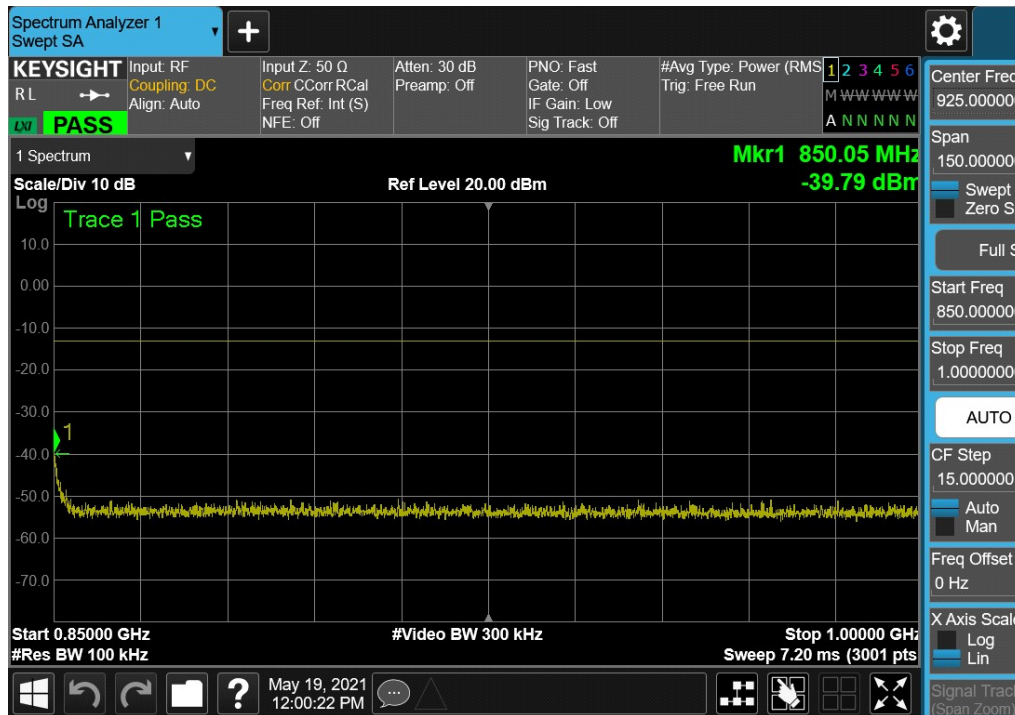 Spectrum Analyzer 1
Swept SA
KEYSIGHT
R L
LXI
PASS
Input: RF
Coupling: DC
Align: Auto
Input Z: 50 Ω
Corr CCorr RCal
Freq Ref: Int (S)
NFE: Off
Atten: 30 dB
Preamp: Off
PNO: Fast
Gate: Off
IF Gain: Low
Sig Track: Off
#Avg Type: Power (RMS
Trig: Free Run
1 2 3 4 5 6
M W W W W W
A N N N N N
1 Spectrum
Mkr1 850.05 MHz
Scale/Div 10 dB
Ref Level 20.00 dBm
-39.79 dBm
Log
Trace 1 Pass
10.0
0.00
-10.0
-20.0
-30.0
1
-40.0
-50.0
-60.0
-70.0
Start 0.85000 GHz
#Video BW 300 kHz
Stop 1.00000 GHz
#Res BW 100 kHz
Sweep 7.20 ms (3001 pts
?
May 19, 2021
12:00:22 PM
Center Freq
925.00000
Span
150.00000
Swept
Zero S
Full S
Start Freq
850.00000
Stop Freq
1.0000000
AUTO
CF Step
15.000000
Auto
Man
Freq Offset
0 Hz
X Axis Scale
Log
Lin
Signal Track
(Span Zoom)